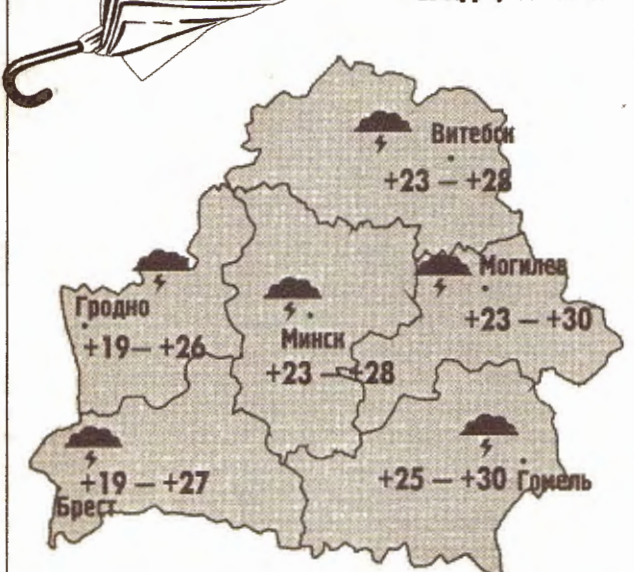 Витебск
+23 — +28
Могилев
+23 — +30
Гродно
+19— +26
Минск
+23 — +28
+19 — +27
Брест
+25 — +30 Гомель